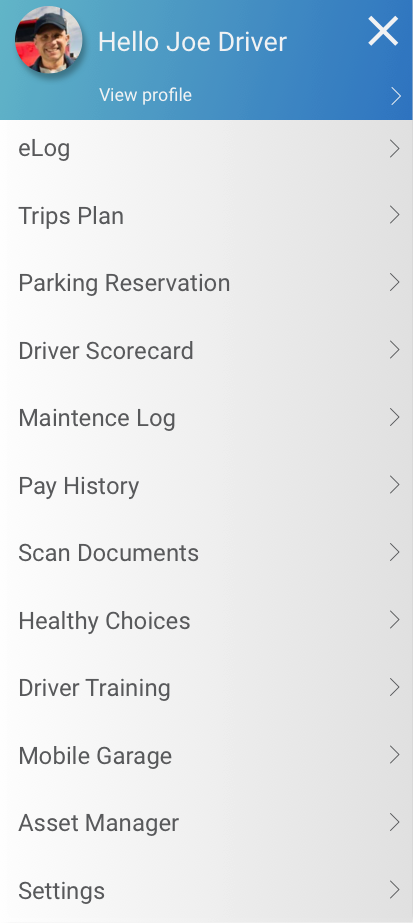 Hello Joe Driver
View profile
eLog
Trips Plan
Parking Reservation
Driver Scorecard
Maintence Log
Pay History
Scan Documents
Healthy Choices
Driver Training
Mobile Garage
Asset Manager
Settings